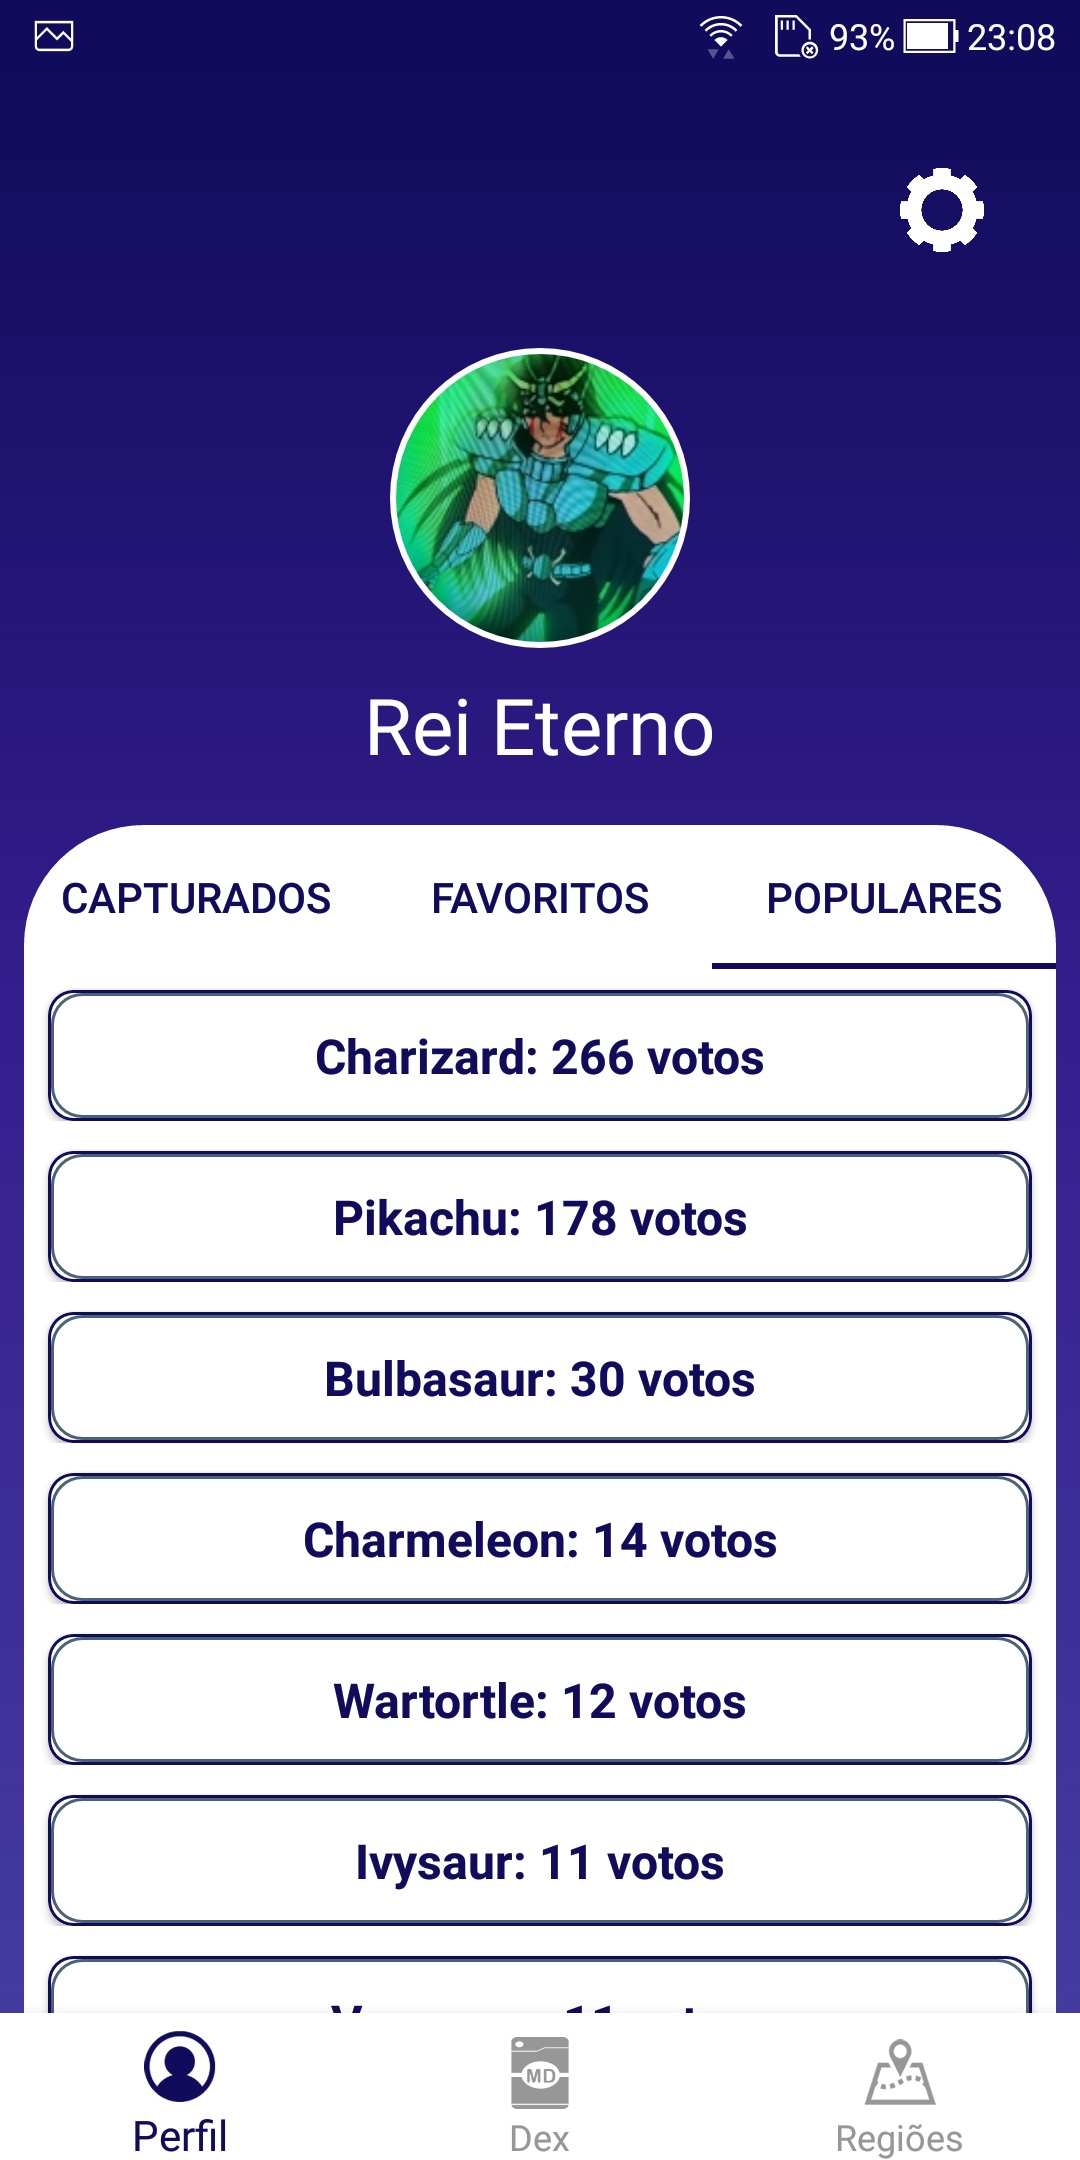 93% 23:08
Rei Eterno
CAPTURADOS FAVORITOS POPULARES
Charizard: 266 votos
Pikachu: 178 votos
Bulbasaur: 30 votos
Charmeleon: 14 votos
Wartortle: 12 votos
Ivysaur: 11 votos
MD
Perfil Dex Regiões